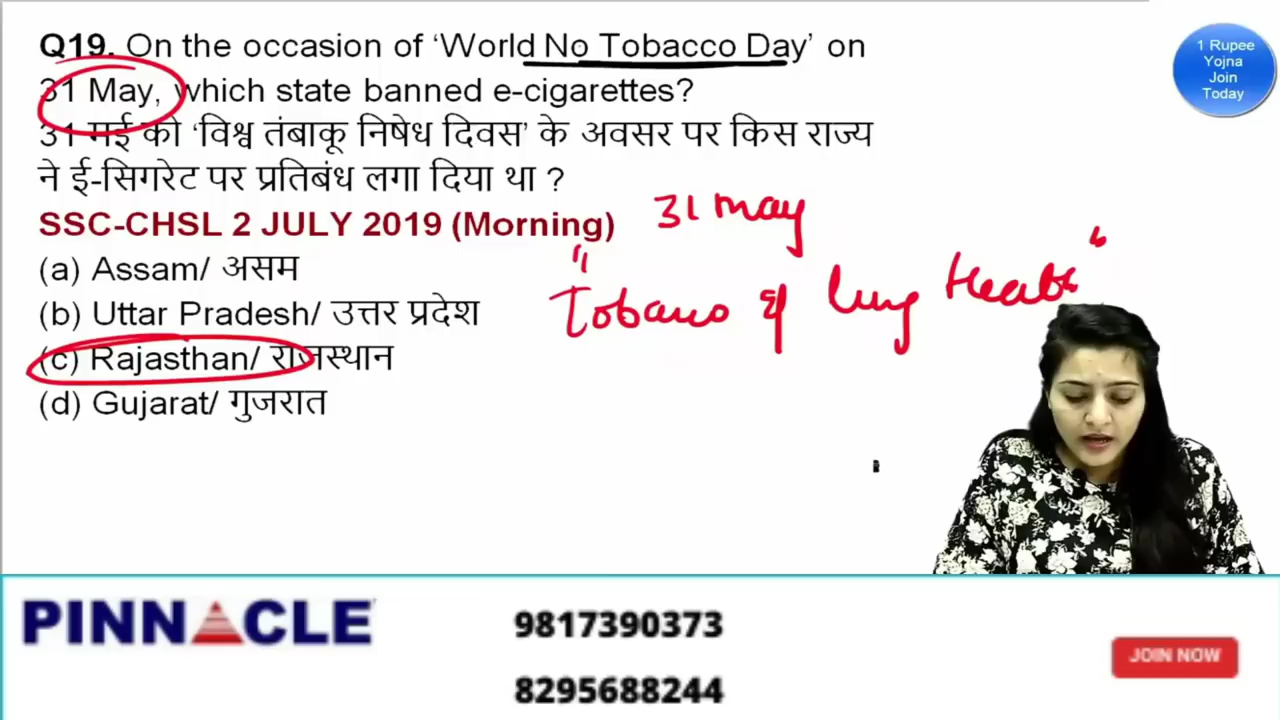 Q19. On the occasion of ‘World No Tobacco Day’ on
31 May, which state banned e-cigarettes?
31 मई को ‘विश्व तंबाकू निषेध दिवस’ के अवसर पर किस राज्य
ने ई-सिगरेट पर प्रतिबंध लगा दिया था ?
SSC-CHSL 2 JULY 2019 (Morning)
(a) Assam/ असम
(b) Uttar Pradesh/ उत्तर प्रदेश
(c) Rajasthan/ राजस्थान
(d) Gujarat/ गुजरात
31 may
"Tobacco & lung
1 Rupee
Yojna
Join
Today
PINNACLE
9817390373
8295688244
JOIN NOW